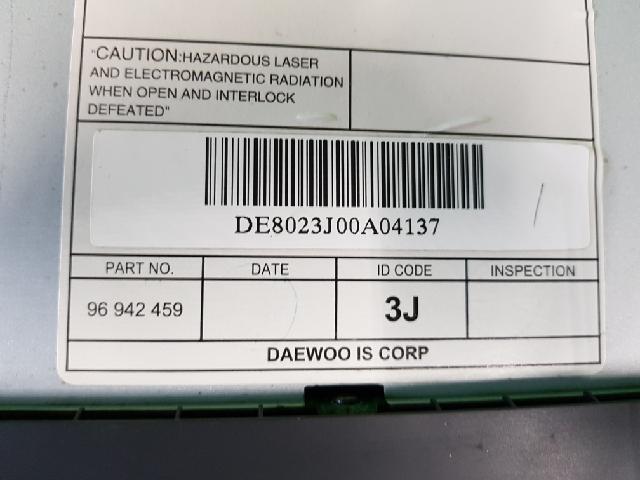 "CAUTION:HAZARDOUS LASER
AND ELECTROMAGNETIC RADIATION
WHEN OPEN AND INTERLOCK
DEFEATED"
DE8023J00A04137
PART NO. DATE ID CODE INSPECTION
96 942 459 3J
DAEWOO IS CORP